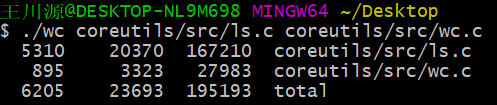 王川源@DESKTOP-NL9M698 MINGW64 ~/Desktop
$ ./wc coreutils/src/ls.c coreutils/src/wc.c
5310 20370 167210 coreutils/src/ls.c
895 3323 27983 coreutils/src/wc.c
6205 23693 195193 total